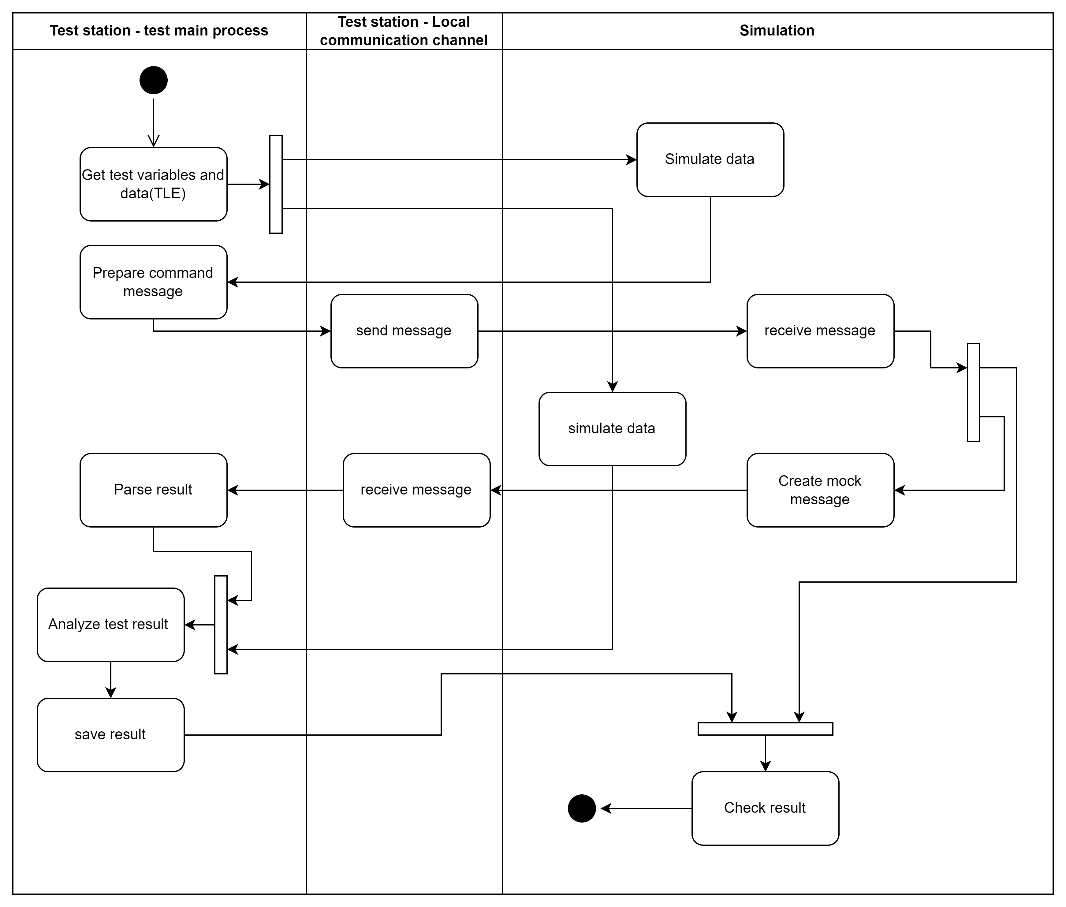 Test station - test main process
Test station - Local
communication channel
Simulation
Get test variables and
data(TLE)
Simulate data
Prepare command
message
send message
receive message
simulate data
Parse result
receive message
Create mock
message
Analyze test result
save result
Check result